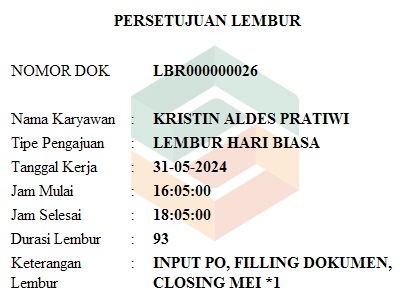 PERSETUJUAN LEMBUR
NOMOR DOK LBR000000026
Nama Karyawan : KRISTIN ALDES PRATIWI
Tipe Pengajuan : LEMBUR HARI BIASA
Tanggal Kerja : 31-05-2024
Jam Mulai : 16:05:00
Jam Selesai : 18:05:00
Durasi Lembur : 93
Keterangan : INPUT PO, FILLING DOKUMEN,
Lembur CLOSING MEI *1